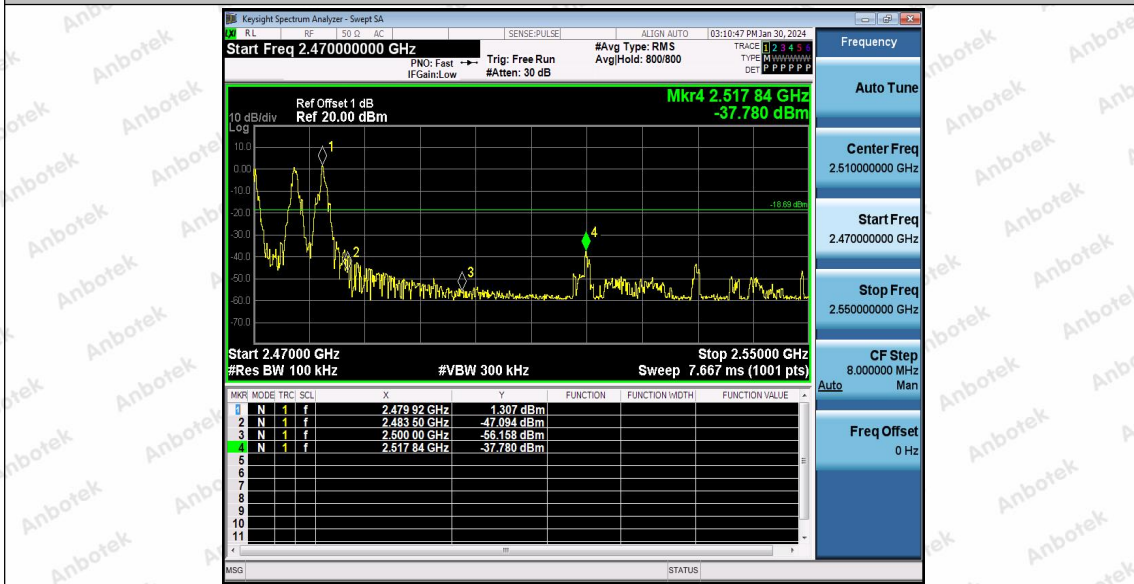 Keysight Spectrum Analyzer - Swept SA
LXI RL RF 50 Ω AC SENSE:PULSE ALIGN AUTO 03:10:47 PM Jan 30, 2024
Start Freq 2.470000000 GHz
PNO: Fast
IFGain:Low
Trig: Free Run
#Atten: 30 dB
#Avg Type: RMS
Avg|Hold: 800/800
TRACE 1 2 3 4 5 6
TYPE M W W W W W
DET P P P P P P
Mkr4 2.517 84 GHz
-37.780 dBm
Ref Offset 1 dB
10 dB/div Ref 20.00 dBm
Log
10.0
0.00
-10.0
-20.0
-30.0
-40.0
-50.0
-60.0
-70.0
1
2
3
4
-18.69 dBm
Start 2.47000 GHz Stop 2.55000 GHz
#Res BW 100 kHz #VBW 300 kHz Sweep 7.667 ms (1001 pts)
MKR MODE TRC SCL X Y FUNCTION FUNCTION WIDTH FUNCTION VALUE
1 N 1 f 2.479 92 GHz 1.307 dBm
2 N 1 f 2.483 50 GHz -47.094 dBm
3 N 1 f 2.500 00 GHz -56.158 dBm
4 N 1 f 2.517 84 GHz -37.780 dBm
5
6
7
8
9
10
11
MSG STATUS
Frequency
Auto Tune
Center Freq
2.510000000 GHz
Start Freq
2.470000000 GHz
Stop Freq
2.550000000 GHz
CF Step
8.000000 MHz
Auto Man
Freq Offset
0 Hz
Anbotek